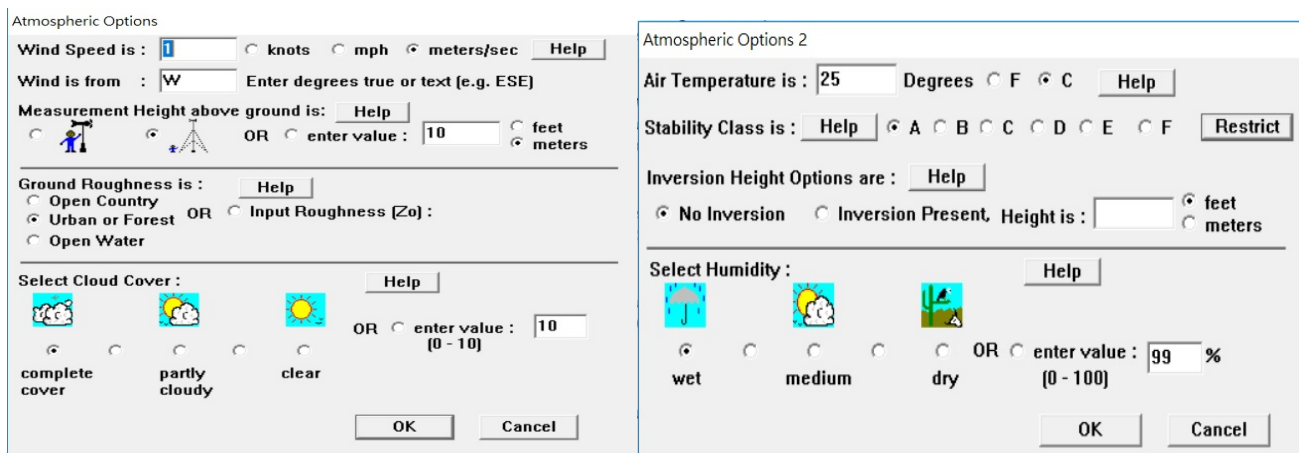 Atmospheric Options
Wind Speed is : 1 knots mph meters/sec Help
Wind is from : W Enter degrees true or text (e.g. ESE)
Measurement Height above ground is: Help
OR enter value : 10 feet
meters
Ground Roughness is : Help
Open Country
Urban or Forest OR Input Roughness (Zo) :
Open Water
Select Cloud Cover : Help
OR enter value : 10
(0 - 10)
complete cover partly cloudy clear
OK Cancel
Atmospheric Options 2
Air Temperature is : 25 Degrees F C Help
Stability Class is : Help A B C D E F Restrict
Inversion Height Options are : Help
No Inversion Inversion Present, Height is : feet
meters
Select Humidity : Help
OR enter value : 99 %
wet medium dry (0 - 100)
OK Cancel